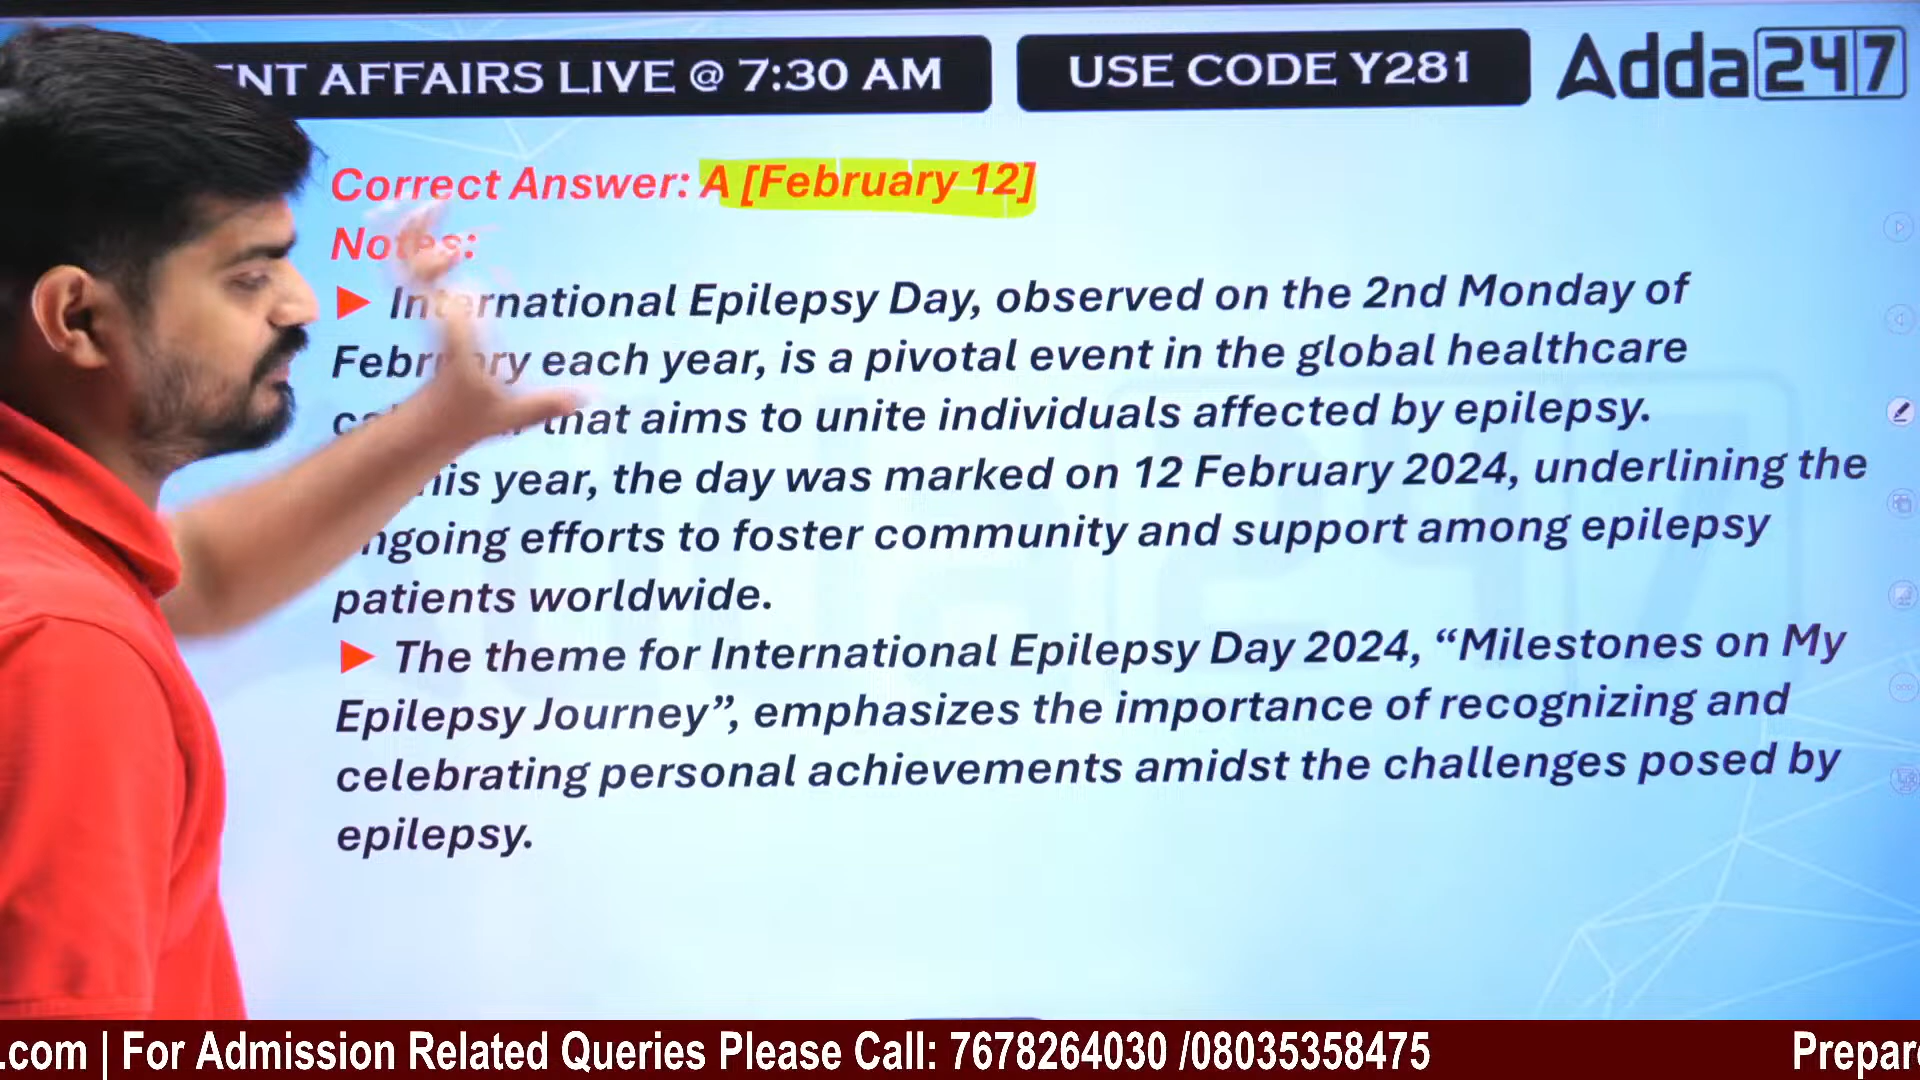 NT AFFAIRS LIVE @ 7:30 AM
USE CODE Y281
Adda 247
Correct Answer: A [February 12]
Notes:
► International Epilepsy Day, observed on the 2nd Monday of
February each year, is a pivotal event in the global healthcare
that aims to unite individuals affected by epilepsy.
year, the day was marked on 12 February 2024, underlining the
efforts to foster community and support among epilepsy
patients worldwide.
► The theme for International Epilepsy Day 2024, “Milestones on My
Epilepsy Journey”, emphasizes the importance of recognizing and
celebrating personal achievements amidst the challenges posed by
epilepsy.
.com | For Admission Related Queries Please Call: 7678264030 /08035358475
Prepar